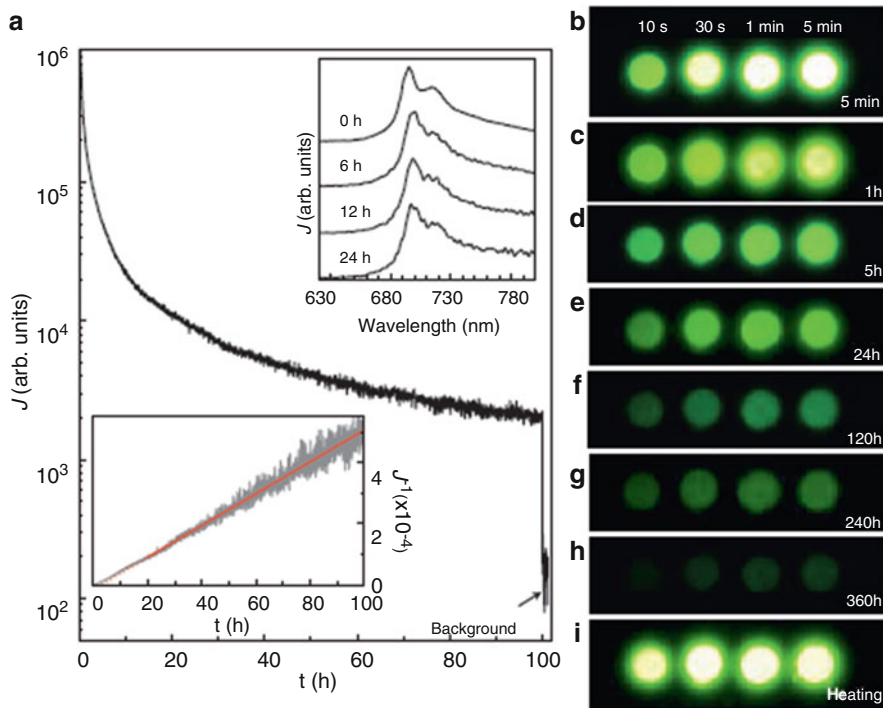 a
10^6
10^5
10^4
10^3
10^2
J (arb. units)
0 20 40 60 80 100
t (h)
Background
J (arb. units)
0 h
6 h
12 h
24 h
630 680 730 780
Wavelength (nm)
4
2
0
J^-1 (x10^-4)
0 20 40 60 80 100
t (h)
b
10 s 30 s 1 min 5 min
5 min
c
1h
d
5h
e
24h
f
120h
g
240h
h
360h
i
Heating